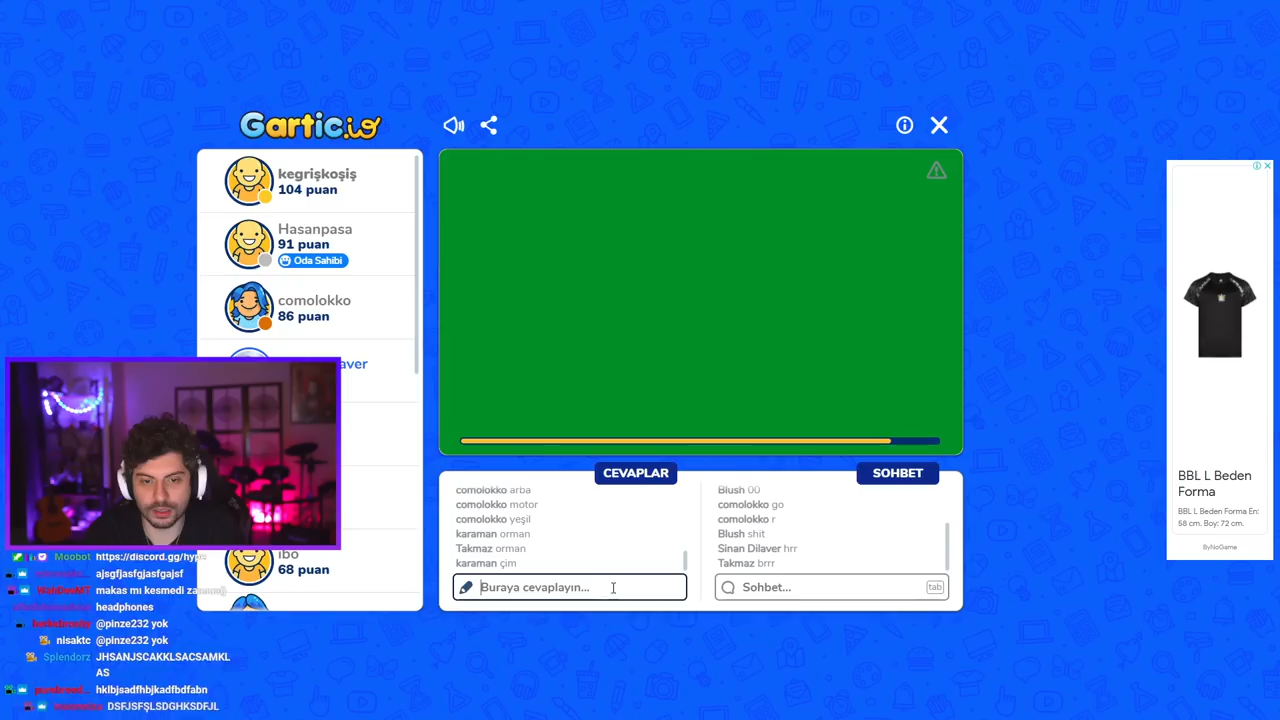 Gartic.io
kegrişkoşiş
104 puan
Hasanpasa
91 puan
Oda Sahibi
comolokko
86 puan
aver
ibo
68 puan
CEVAPLAR
comolokko arba
comolokko motor
comolokko yeşil
karaman orman
Takmaz orman
karaman çim
Buraya cevaplayın...
SOHBET
Blush öö
comolokko go
comolokko r
Blush shit
Sinan Dilaver hrr
Takmaz brrr
Sohbet...
tab
BBL L Beden
Forma
BBL L Beden Forma En:
58 cm. Boy: 72 cm.
ByNoGame
Moobot https://discord.gg/hype
ajsgfjasfgjasfgajsf
makas mı kesmedi
headphones
@pinze232 yok
nisaktc @pinze232 yok
Splendorz JHSANJSCAKKLSACSAMKL
AS
hklbjsadfhbjkadfbdfabn
DSFJSFŞLSDGHKSDFJL